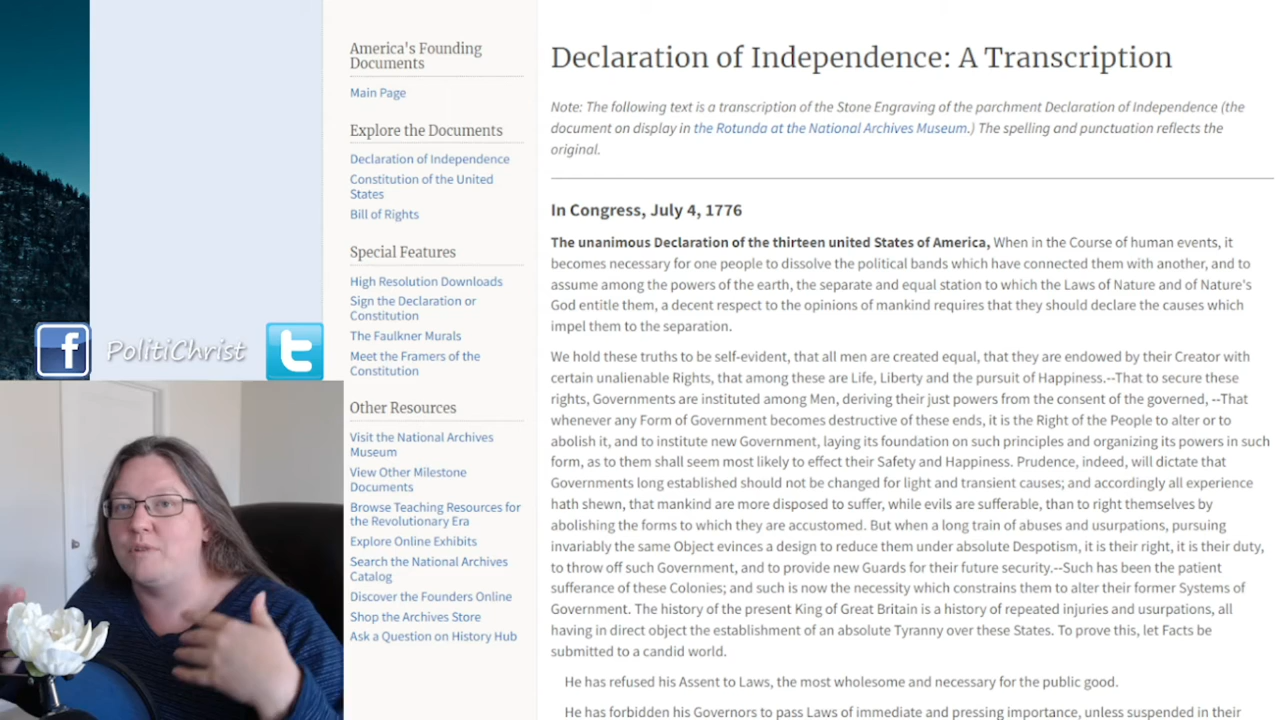 America's Founding
Documents
Main Page
Explore the Documents
Declaration of Independence
Constitution of the United
States
Bill of Rights
Special Features
High Resolution Downloads
Sign the Declaration or
Constitution
The Faulkner Murals
Meet the Framers of the
Constitution
Other Resources
Visit the National Archives
Museum
View Other Milestone
Documents
Browse Teaching Resources for
the Revolutionary Era
Explore Online Exhibits
Search the National Archives
Catalog
Discover the Founders Online
Shop the Archives Store
Ask a Question on History Hub
f PolitiChrist t
Declaration of Independence: A Transcription
Note: The following text is a transcription of the Stone Engraving of the parchment Declaration of Independence (the
document on display in the Rotunda at the National Archives Museum.) The spelling and punctuation reflects the
original.
In Congress, July 4, 1776
The unanimous Declaration of the thirteen united States of America, When in the Course of human events, it
becomes necessary for one people to dissolve the political bands which have connected them with another, and to
assume among the powers of the earth, the separate and equal station to which the Laws of Nature and of Nature's
God entitle them, a decent respect to the opinions of mankind requires that they should declare the causes which
impel them to the separation.
We hold these truths to be self-evident, that all men are created equal, that they are endowed by their Creator with
certain unalienable Rights, that among these are Life, Liberty and the pursuit of Happiness.--That to secure these
rights, Governments are instituted among Men, deriving their just powers from the consent of the governed, --That
whenever any Form of Government becomes destructive of these ends, it is the Right of the People to alter or to
abolish it, and to institute new Government, laying its foundation on such principles and organizing its powers in such
form, as to them shall seem most likely to effect their Safety and Happiness. Prudence, indeed, will dictate that
Governments long established should not be changed for light and transient causes; and accordingly all experience
hath shewn, that mankind are more disposed to suffer, while evils are sufferable, than to right themselves by
abolishing the forms to which they are accustomed. But when a long train of abuses and usurpations, pursuing
invariably the same Object evinces a design to reduce them under absolute Despotism, it is their right, it is their duty,
to throw off such Government, and to provide new Guards for their future security.--Such has been the patient
sufferance of these Colonies; and such is now the necessity which constrains them to alter their former Systems of
Government. The history of the present King of Great Britain is a history of repeated injuries and usurpations, all
having in direct object the establishment of an absolute Tyranny over these States. To prove this, let Facts be
submitted to a candid world.
He has refused his Assent to Laws, the most wholesome and necessary for the public good.
He has forbidden his Governors to pass Laws of immediate and pressing importance, unless suspended in their